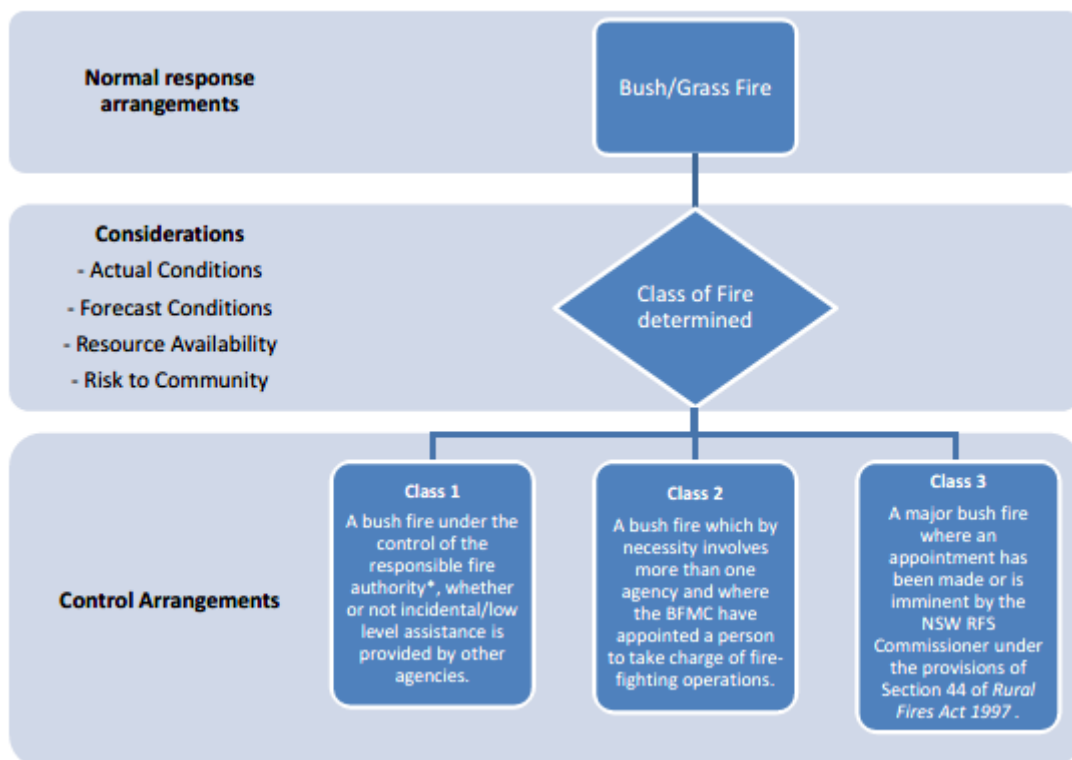 Normal response
arrangements
Bush/Grass Fire
Considerations
- Actual Conditions
- Forecast Conditions
- Resource Availability
- Risk to Community
Class of Fire
determined
Control Arrangements
Class 1
A bush fire under the
control of the
responsible fire
authority*, whether
or not incidental/low
level assistance is
provided by other
agencies.
Class 2
A bush fire which by
necessity involves
more than one
agency and where
the BFMC have
appointed a person
to take charge of fire-
fighting operations.
Class 3
A major bush fire
where an
appointment has
been made or is
imminent by the
NSW RFS
Commissioner under
the provisions of
Section 44 of Rural
Fires Act 1997 .